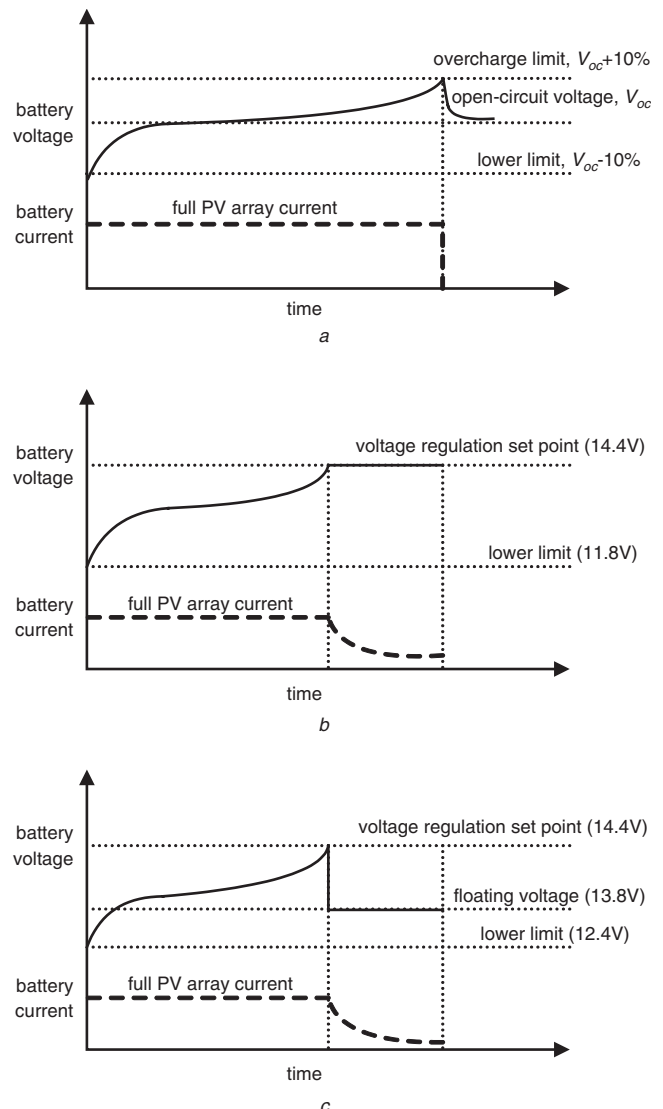 overcharge limit, Voc+10%
open-circuit voltage, Voc
battery
voltage
lower limit, Voc-10%
battery
current
full PV array current
time
a
battery
voltage
voltage regulation set point (14.4V)
lower limit (11.8V)
battery
current
full PV array current
time
b
battery
voltage
voltage regulation set point (14.4V)
floating voltage (13.8V)
lower limit (12.4V)
battery
current
full PV array current
time
c